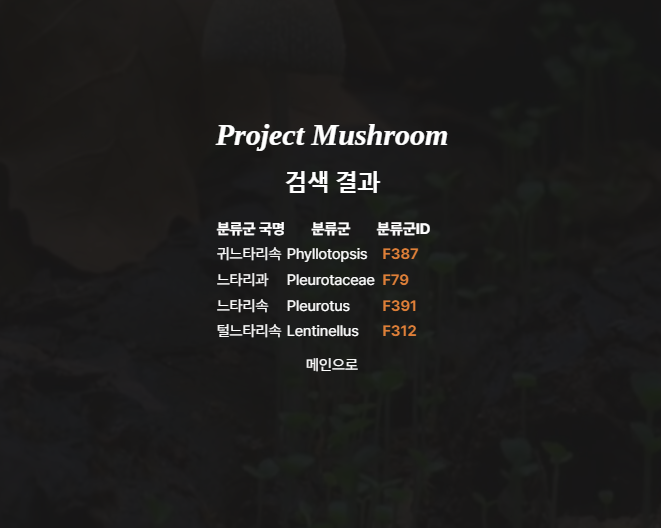 Project Mushroom
검색 결과
분류군 국명 분류군 분류군ID
귀느타리속 Phyllotopsis F387
느타리과 Pleurotaceae F79
느타리속 Pleurotus F391
털느타리속 Lentinellus F312
메인으로